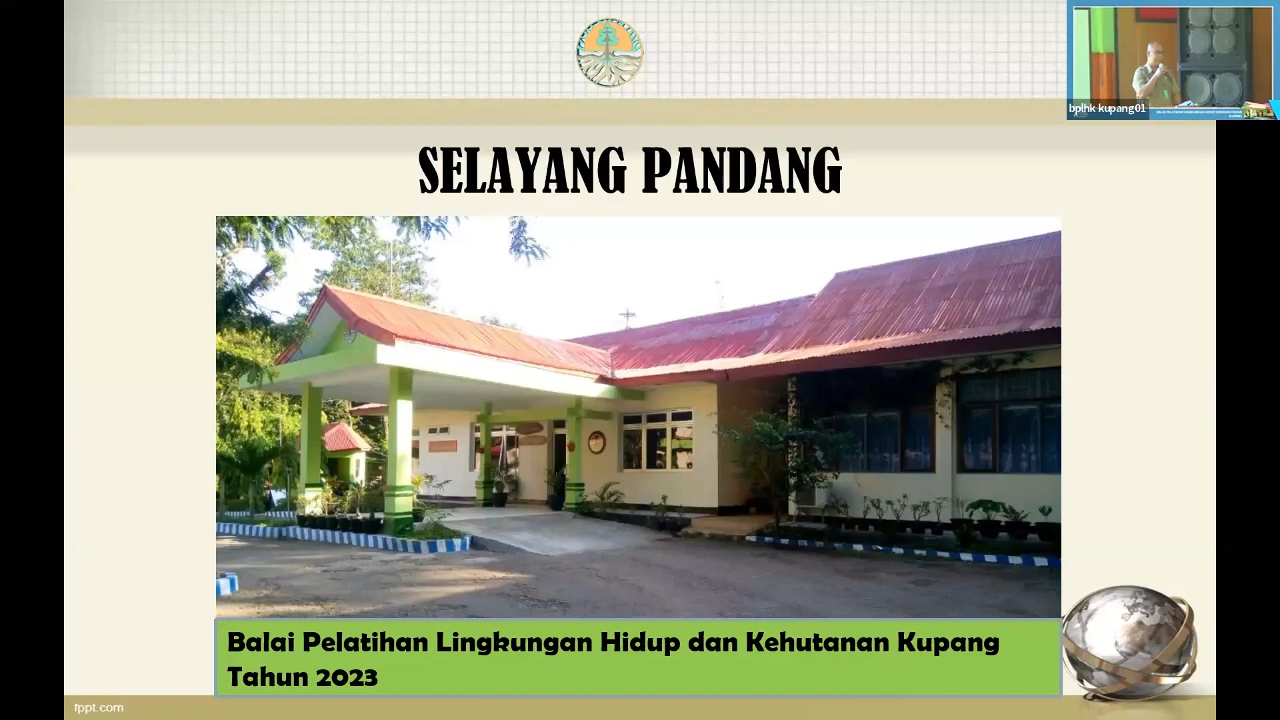 bplhk kupang01
SELAYANG PANDANG
Balai Pelatihan Lingkungan Hidup dan Kehutanan Kupang
Tahun 2023
fppt.com